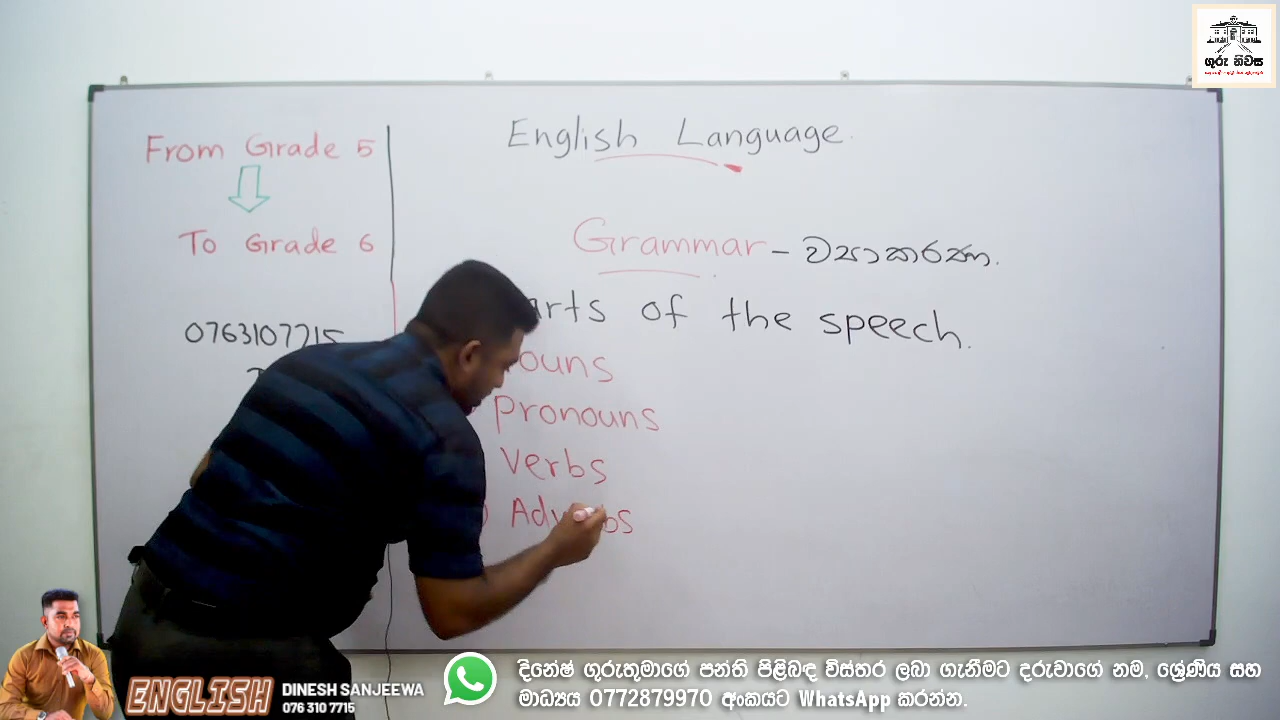 ගුරු නිවස
From Grade 5
To Grade 6
0763107715
English Language
Grammar - ව්‍යාකරණ.
arts of the speech.
ouns
Pronouns
Verbs
Adv bs
ENGLISH
DINESH SANJEEWA
076 310 7715
දිනේෂ් ගුරුතුමාගේ පන්ති පිළිබඳ විස්තර ලබා ගැනීමට දරුවාගේ නම, ශ්‍රේණිය සහ
මාධ්‍යය 0772879970 අංකයට WhatsApp කරන්න.